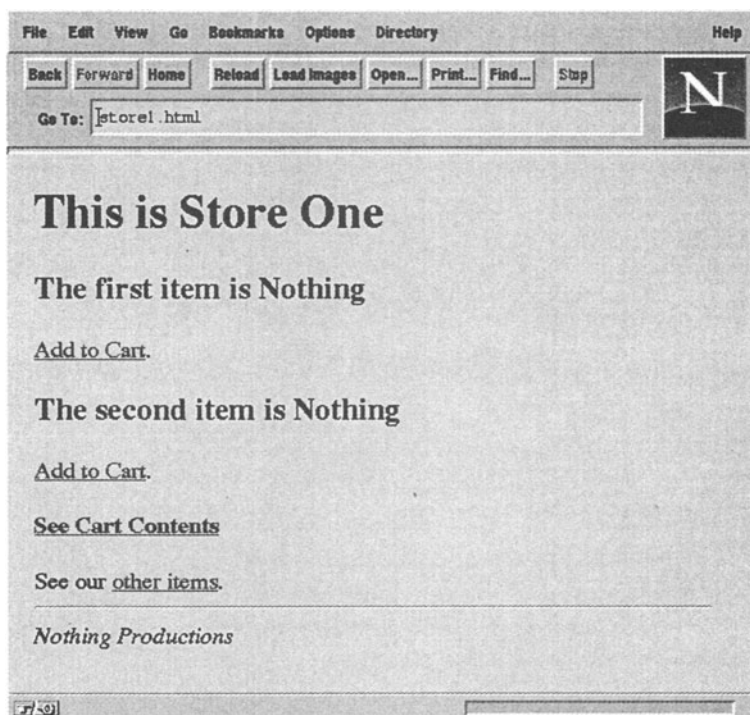 File Edit View Go Bookmarks Options Directory Help
Back Forward Home Reload Load Images Open... Print... Find... Stop
Go To: store1.html
N
This is Store One
The first item is Nothing
Add to Cart.
The second item is Nothing
Add to Cart.
See Cart Contents
See our other items.
Nothing Productions